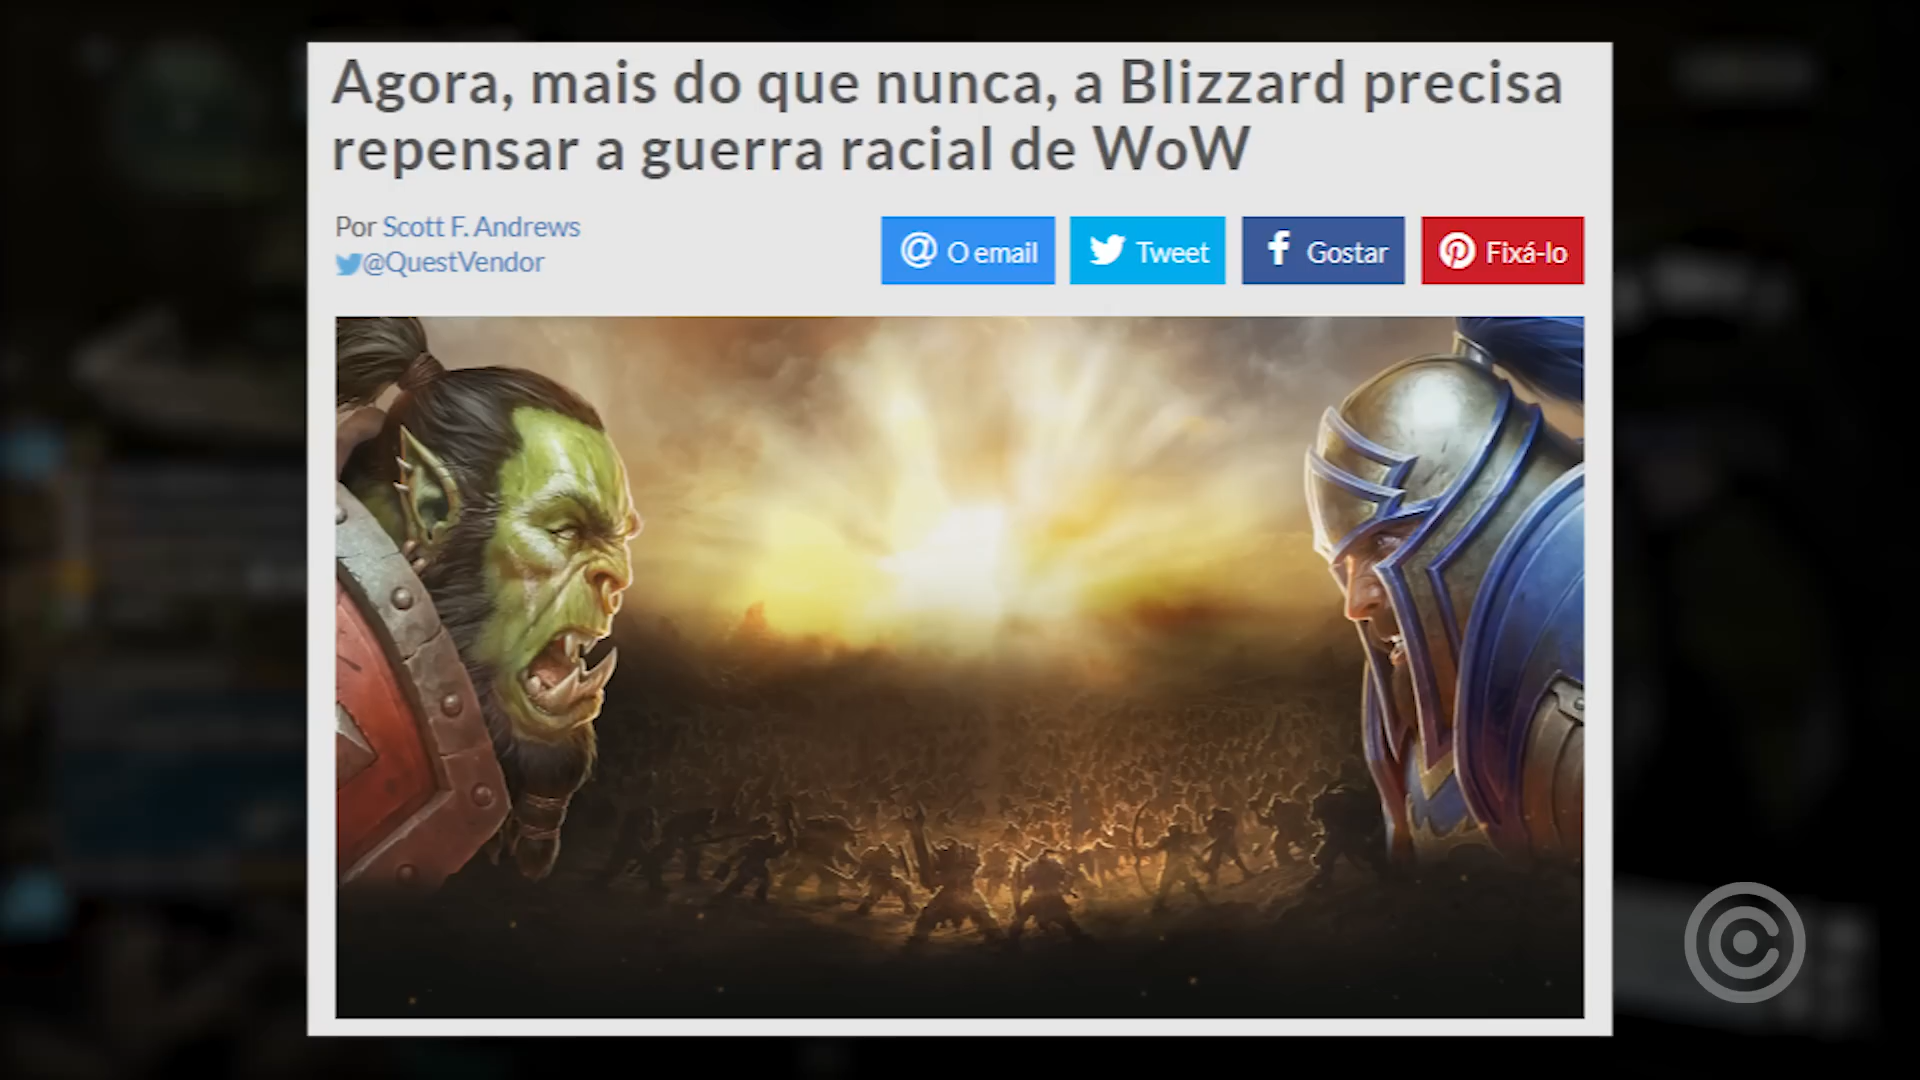 Agora, mais do que nunca, a Blizzard precisa
repensar a guerra racial de WoW
Por Scott F. Andrews
@QuestVendor
@ O email
Tweet
Gostar
Fixá-lo